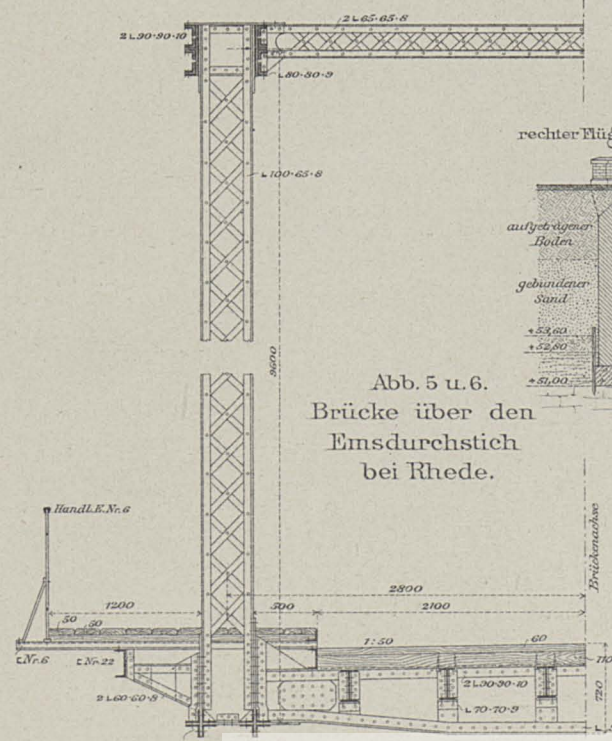 2 L 65·65·8
2 L 90·90·10
L 80·80·9
rechter Flüg
L 100·65·8
aufgetragener
Boden
gebundener
Sand
+53,60
+52,80
+51,00
9600
Abb. 5 u. 6.
Brücke über den
Emsdurchstich
bei Rhede.
Handl.E.Nr.6
Brückenachse
2800
1200
500
2100
50
50
1:50
60
110
720
⊏Nr.6
⊏Nr.22
2 L 60·60·8
2 L 90·90·10
L 70·70·9